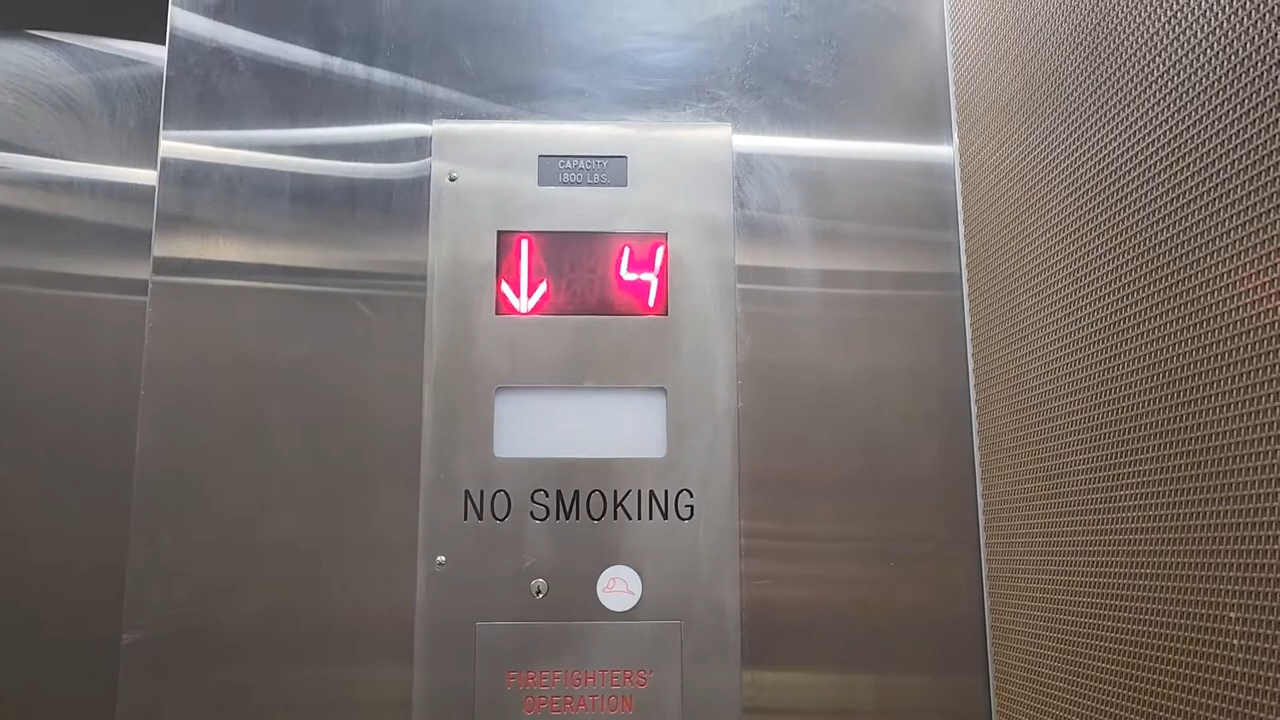 CAPACITY
1800 LBS.
↓ 4
NO SMOKING
FIREFIGHTERS'
OPERATION